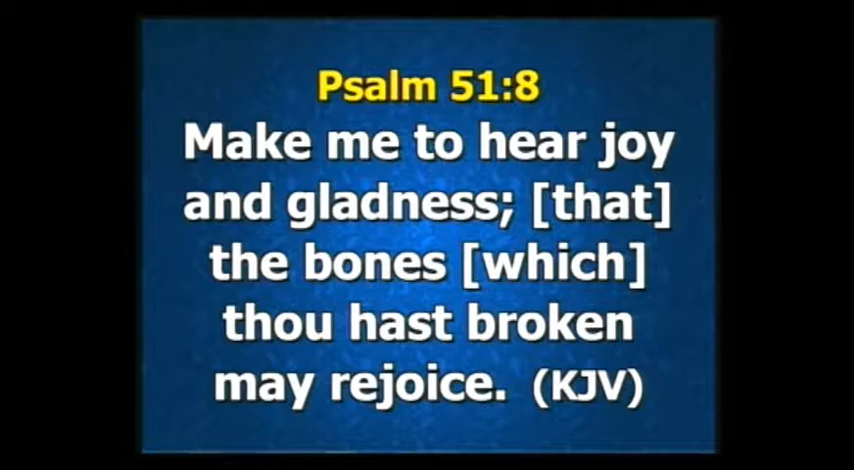 Psalm 51:8
Make me to hear joy
and gladness; [that]
the bones [which]
thou hast broken
may rejoice. (KJV)